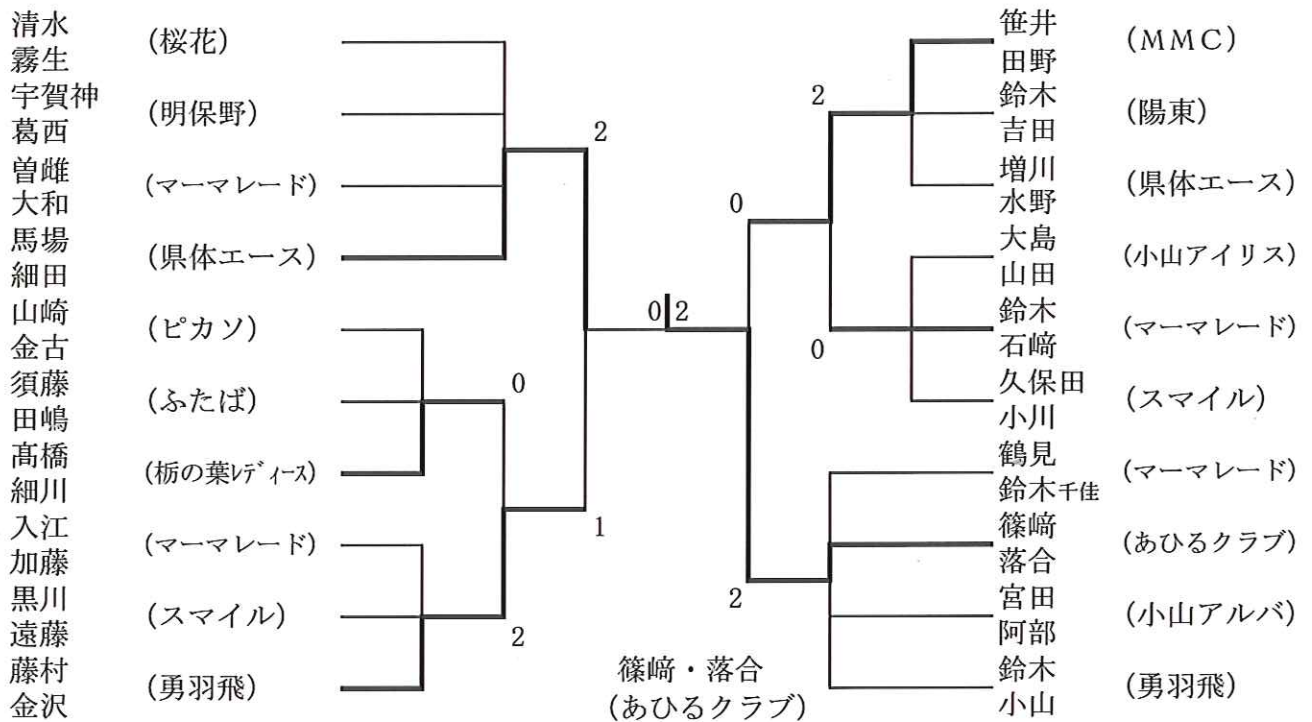 清水
霧生
(桜花)
宇賀神
葛西
(明保野)
曽雌
大和
(マーマレード)
馬場
細田
(県体エース)
山崎
金古
(ピカソ)
須藤
田嶋
(ふたば)
髙橋
細川
(栃の葉ﾚﾃﾞｨｰｽ)
入江
加藤
(マーマレード)
黒川
遠藤
(スマイル)
藤村
金沢
(勇羽飛)
2
0
1
2
0
2
2
0
0
2
笹井
田野
(MMC)
鈴木
吉田
(陽東)
増川
水野
(県体エース)
大島
山田
(小山アイリス)
鈴木
石﨑
(マーマレード)
久保田
小川
(スマイル)
鶴見
鈴木千佳
(マーマレード)
篠﨑
落合
(あひるクラブ)
宮田
阿部
(小山アルバ)
鈴木
小山
(勇羽飛)
篠﨑・落合
(あひるクラブ)